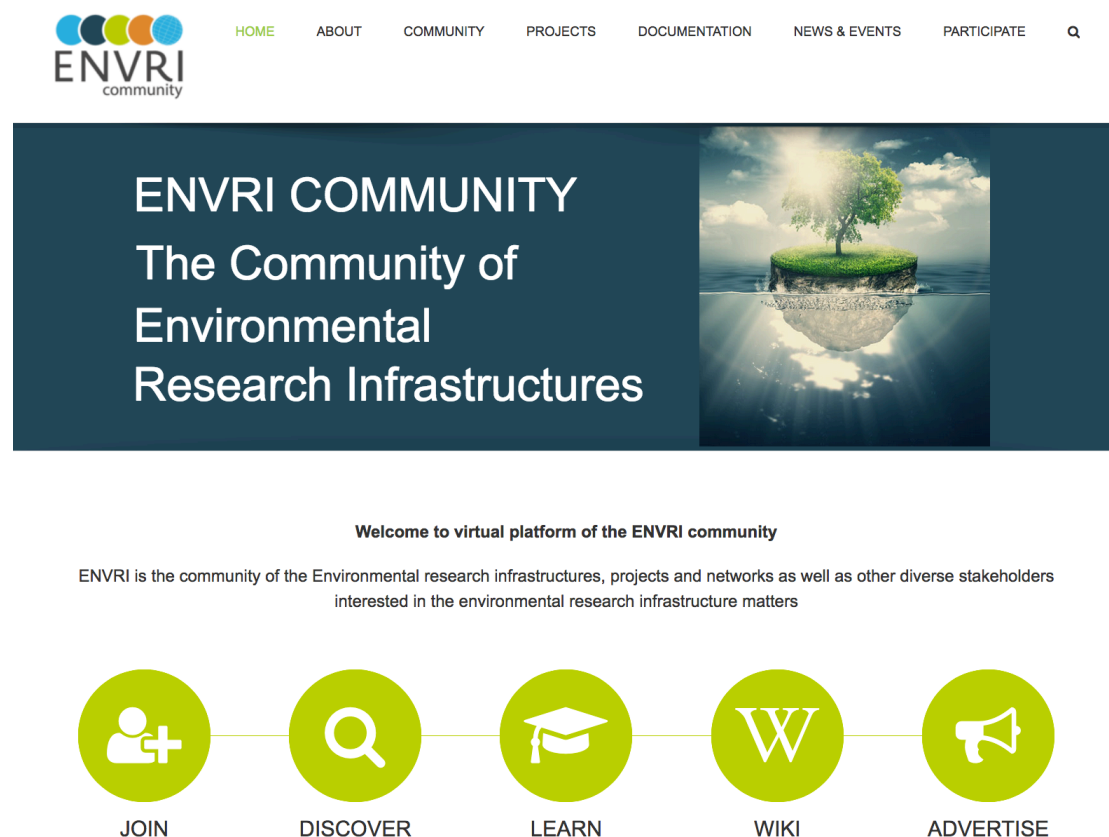 ENVRI
community
HOME ABOUT COMMUNITY PROJECTS DOCUMENTATION NEWS & EVENTS PARTICIPATE
ENVRI COMMUNITY
The Community of
Environmental
Research Infrastructures
Welcome to virtual platform of the ENVRI community
ENVRI is the community of the Environmental research infrastructures, projects and networks as well as other diverse stakeholders
interested in the environmental research infrastructure matters
W
JOIN DISCOVER LEARN WIKI ADVERTISE